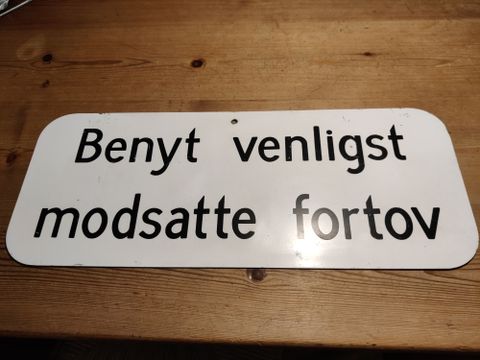 Benyt venligst
modsatte fortov